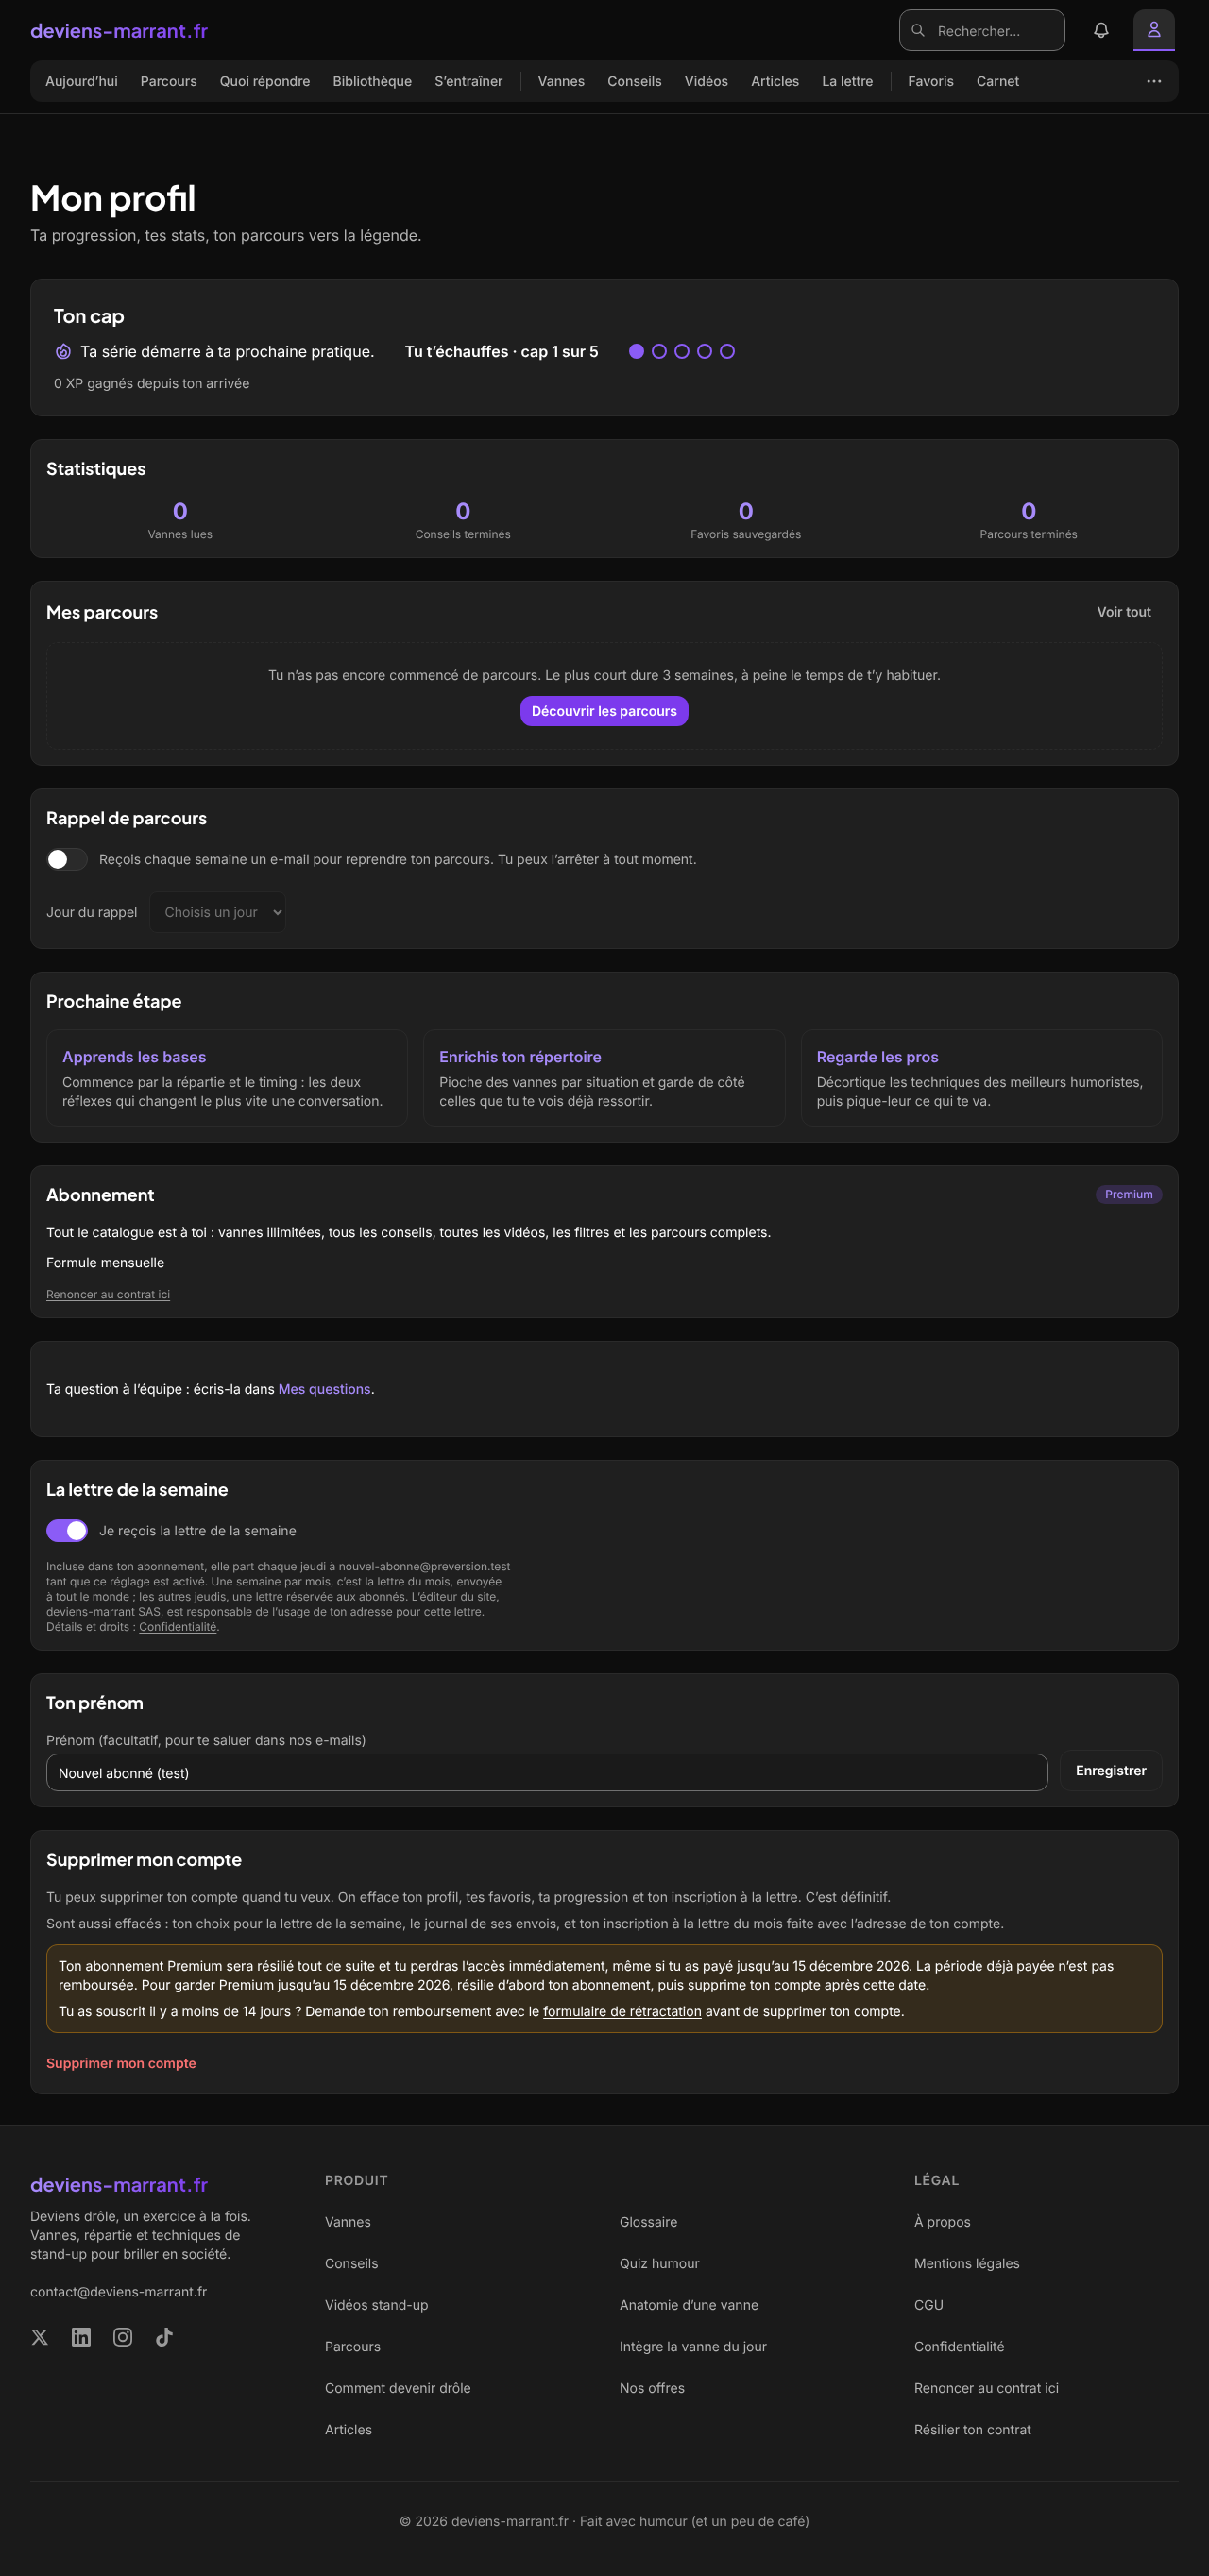 deviens-marrant.fr
Rechercher...
Aujourd’hui
Parcours
Quoi répondre
Bibliothèque
S’entraîner
Vannes
Conseils
Vidéos
Articles
La lettre
Favoris
Carnet
Mon profil
Ta progression, tes stats, ton parcours vers la légende.
Ton cap
Ta série démarre à ta prochaine pratique.
Tu t’échauffes · cap 1 sur 5
0 XP gagnés depuis ton arrivée
Statistiques
0
Vannes lues
0
Conseils terminés
0
Favoris sauvegardés
0
Parcours terminés
Mes parcours
Voir tout
Tu n’as pas encore commencé de parcours. Le plus court dure 3 semaines, à peine le temps de t’y habituer.
Découvrir les parcours
Rappel de parcours
Reçois chaque semaine un e-mail pour reprendre ton parcours. Tu peux l’arrêter à tout moment.
Jour du rappel
Choisis un jour
Prochaine étape
Apprends les bases
Commence par la répartie et le timing : les deux
réflexes qui changent le plus vite une conversation.
Enrichis ton répertoire
Pioche des vannes par situation et garde de côté
celles que tu te vois déjà ressortir.
Regarde les pros
Décortique les techniques des meilleurs humoristes,
puis pique-leur ce qui te va.
Abonnement
Premium
Tout le catalogue est à toi : vannes illimitées, tous les conseils, toutes les vidéos, les filtres et les parcours complets.
Formule mensuelle
Renoncer au contrat ici
Ta question à l’équipe : écris-la dans Mes questions.
La lettre de la semaine
Je reçois la lettre de la semaine
Incluse dans ton abonnement, elle part chaque jeudi à nouvel-abonne@preversion.test
tant que ce réglage est activé. Une semaine par mois, c’est la lettre du mois, envoyée
à tout le monde ; les autres jeudis, une lettre réservée aux abonnés. L’éditeur du site,
deviens-marrant SAS, est responsable de l’usage de ton adresse pour cette lettre.
Détails et droits : Confidentialité.
Ton prénom
Prénom (facultatif, pour te saluer dans nos e-mails)
Nouvel abonné (test)
Enregistrer
Supprimer mon compte
Tu peux supprimer ton compte quand tu veux. On efface ton profil, tes favoris, ta progression et ton inscription à la lettre. C’est définitif.
Sont aussi effacés : ton choix pour la lettre de la semaine, le journal de ses envois, et ton inscription à la lettre du mois faite avec l’adresse de ton compte.
Ton abonnement Premium sera résilié tout de suite et tu perdras l’accès immédiatement, même si tu as payé jusqu’au 15 décembre 2026. La période déjà payée n’est pas
remboursée. Pour garder Premium jusqu’au 15 décembre 2026, résilie d’abord ton abonnement, puis supprime ton compte après cette date.
Tu as souscrit il y a moins de 14 jours ? Demande ton remboursement avec le formulaire de rétractation avant de supprimer ton compte.
Supprimer mon compte
deviens-marrant.fr
Deviens drôle, un exercice à la fois.
Vannes, répartie et techniques de
stand-up pour briller en société.
contact@deviens-marrant.fr
PRODUIT
Vannes
Conseils
Vidéos stand-up
Parcours
Comment devenir drôle
Articles
Glossaire
Quiz humour
Anatomie d’une vanne
Intègre la vanne du jour
Nos offres
LÉGAL
À propos
Mentions légales
CGU
Confidentialité
Renoncer au contrat ici
Résilier ton contrat
© 2026 deviens-marrant.fr · Fait avec humour (et un peu de café)